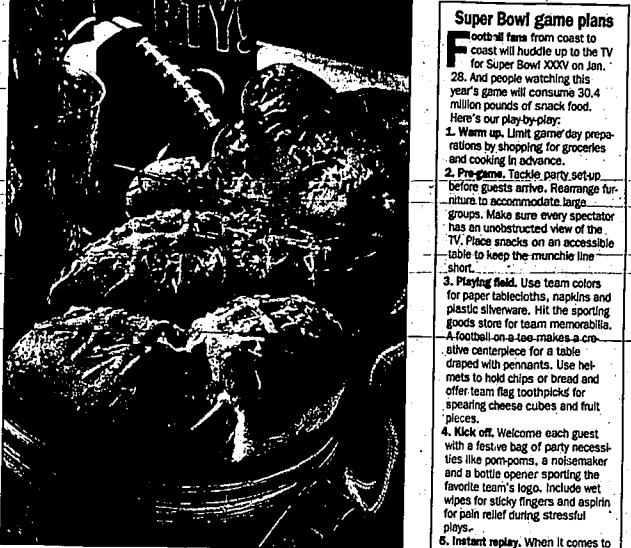 PTY!
Super Bowl game plans
Football fans from coast to
coast will huddle up to the TV
for Super Bowl XXXV on Jan.
28. And people watching this
year's game will consume 30.4
million pounds of snack food.
Here's our play-by-play:
1. Warm up. Limit game day prepa-
rations by shopping for groceries
and cooking in advance.
2. Pre-game. Tackle party set-up
before guests arrive. Rearrange fur-
niture to accommodate large
groups. Make sure every spectator
has an unobstructed view of the
TV. Place snacks on an accessible
table to keep the munchie line
short.
3. Playing field. Use team colors
for paper tablecloths, napkins and
plastic silverware. Hit the sporting
goods store for team memorabilia.
A football on a tee makes a cre-
ative centerpiece for a table
draped with pennants. Use hel-
mets to hold chips or bread and
offer team flag toothpicks for
spearing cheese cubes and fruit
pieces.
4. Kick off. Welcome each guest
with a festive bag of party necessi-
ties like pom-poms, a noisemaker
and a bottle opener sporting the
favorite team's logo. Include wet
wipes for sticky fingers and aspirin
for pain relief during stressful
plays.
5. Instant replay. When it comes to